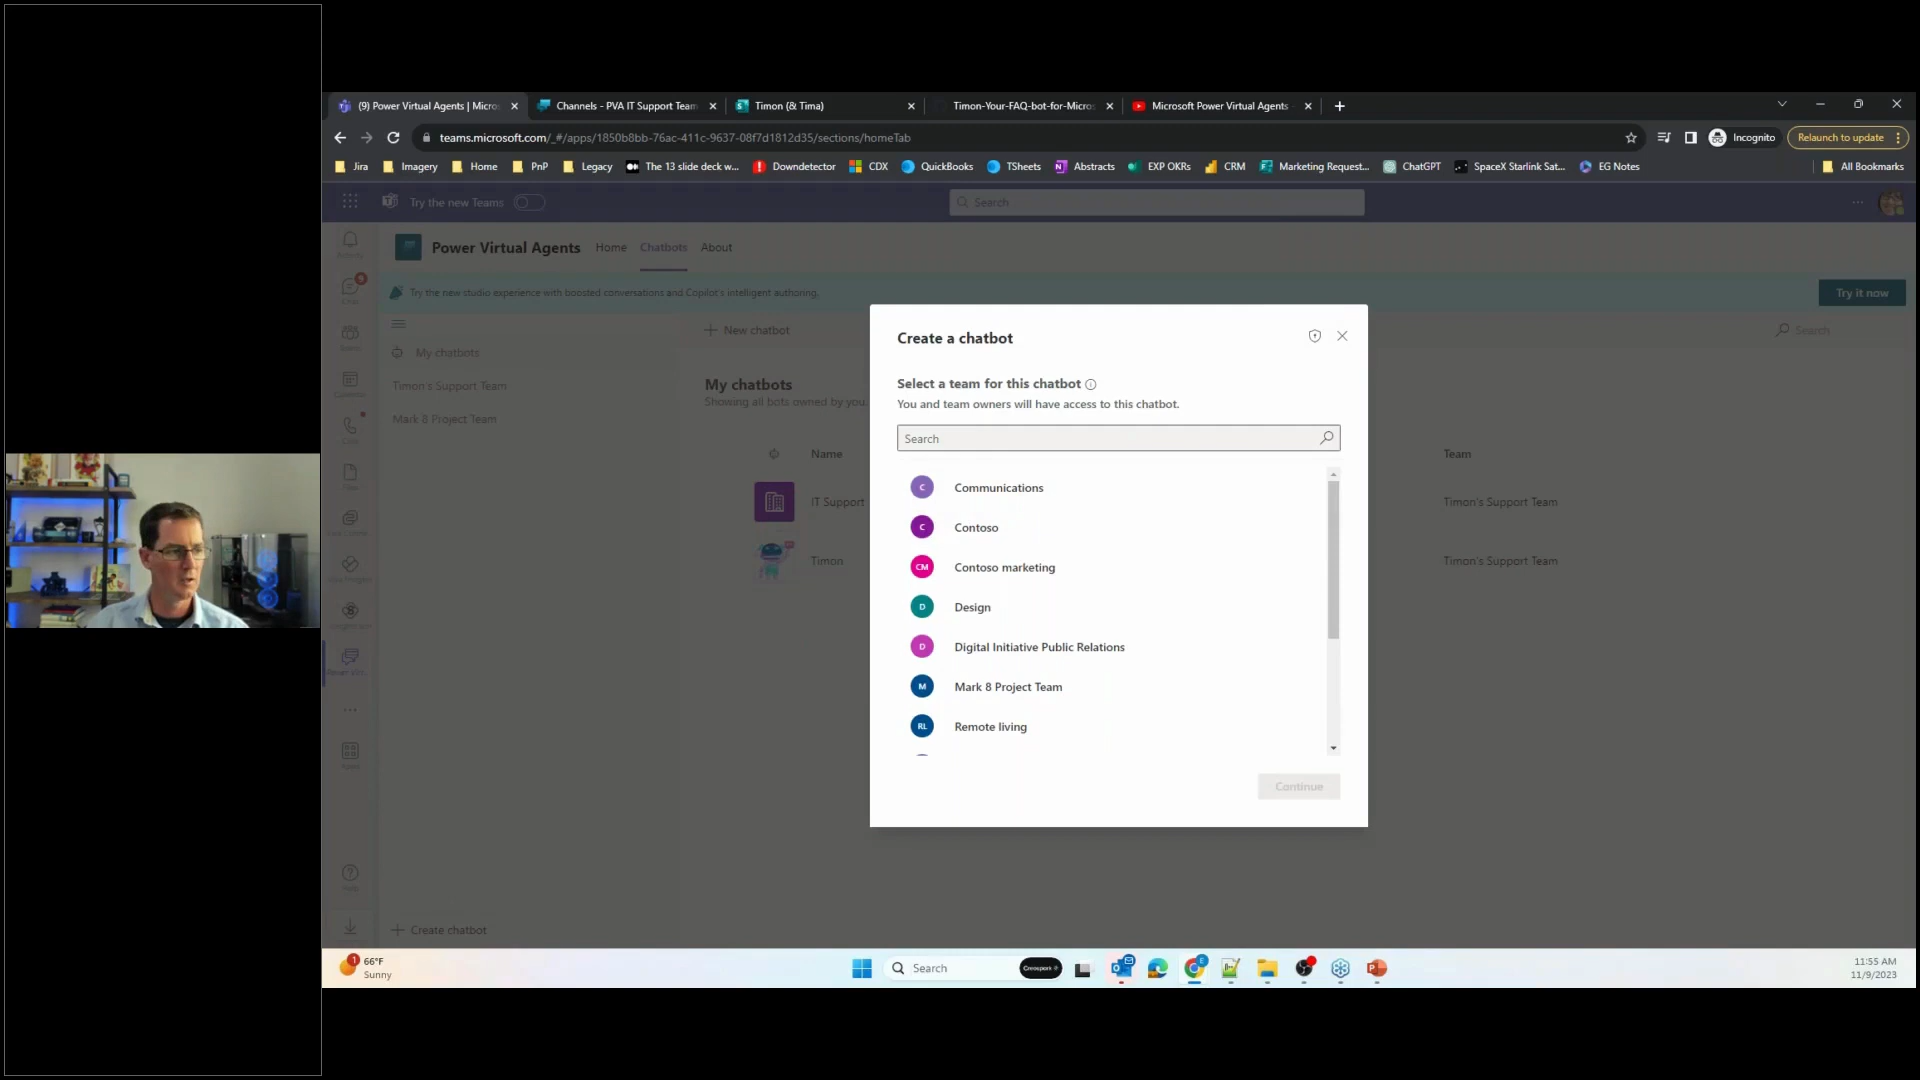 (9) Power Virtual Agents | Micros
Channels - PVA IT Support Team
Timon (& Tima)
Timon-Your-FAQ-bot-for-Micros
Microsoft Power Virtual Agents -
teams.microsoft.com/_#/apps/1850b8bb-76ac-411c-9637-08f7d1812d35/sections/homeTab
Incognito
Relaunch to update
Jira
Imagery
Home
PnP
Legacy
The 13 slide deck w...
Downdetector
CDX
QuickBooks
TSheets
Abstracts
EXP OKRs
CRM
Marketing Request...
ChatGPT
SpaceX Starlink Sat...
EG Notes
All Bookmarks
Try the new Teams
Search
Power Virtual Agents
Home
Chatbots
About
Try the new studio experience with boosted conversations and Copilot's intelligent authoring.
Try it now
New chatbot
Search
My chatbots
Timon's Support Team
Mark 8 Project Team
My chatbots
Showing all bots owned by you.
Name
Team
IT Support
Timon's Support Team
Timon
Timon's Support Team
Create a chatbot
Select a team for this chatbot
You and team owners will have access to this chatbot.
Search
C Communications
C Contoso
CM Contoso marketing
D Design
D Digital Initiative Public Relations
M Mark 8 Project Team
RL Remote living
Continue
Help
Create chatbot
1
66°F
Sunny
Search
11:55 AM
11/9/2023